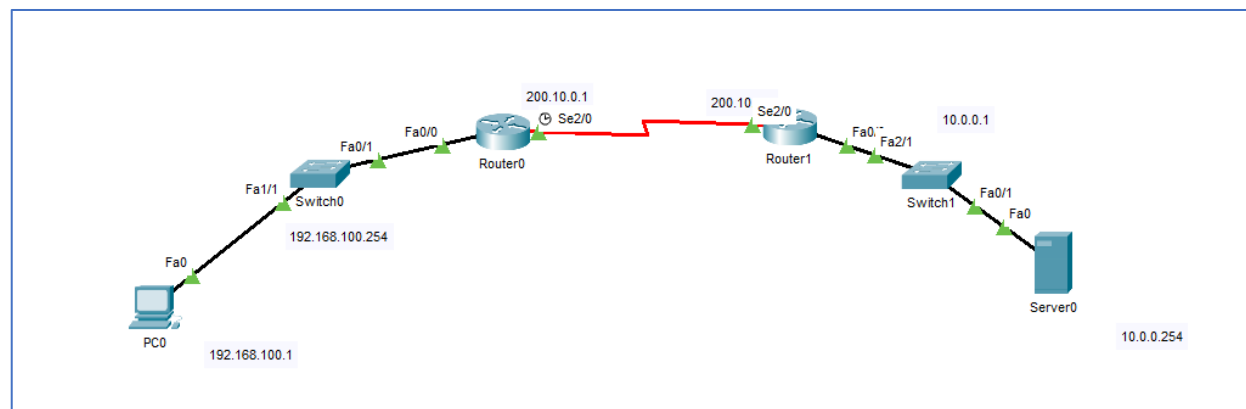 200.10.0.1
Se2/0
200.10
Se2/0
10.0.0.1
Fa0/0
Fa0/1
Router0
Router1
Fa2/1
Fa1/1
Switch0
Switch1
Fa0/1
Fa0
192.168.100.254
Fa0
Server0
PC0
192.168.100.1
10.0.0.254